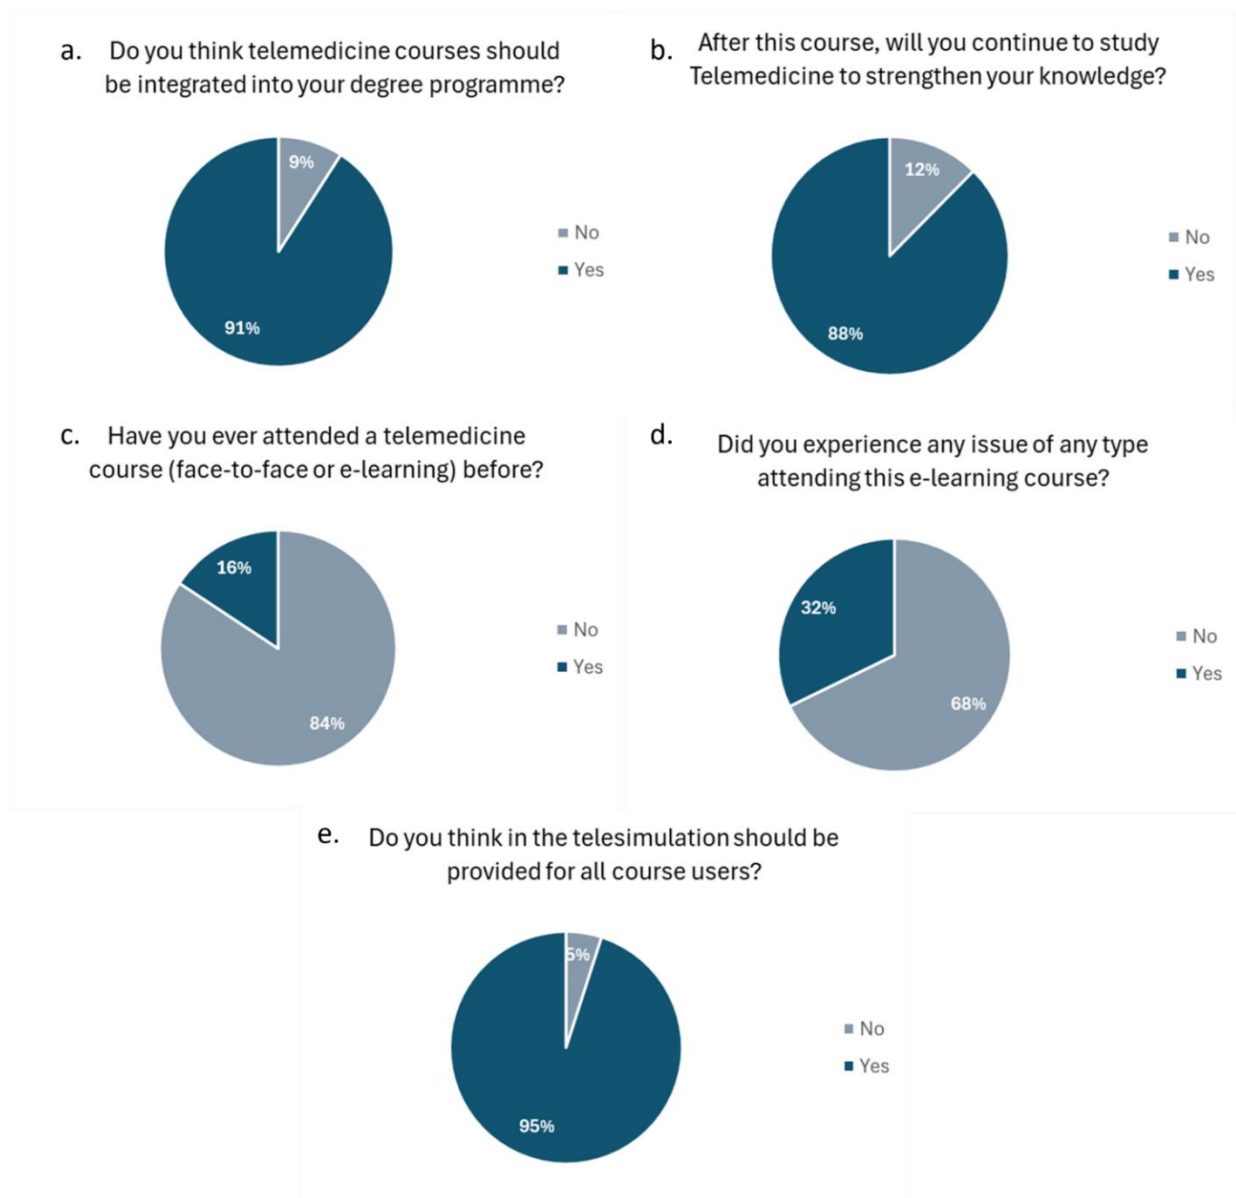 a. Do you think telemedicine courses should
be integrated into your degree programme?
9%
91%
No
Yes
b. After this course, will you continue to study
Telemedicine to strengthen your knowledge?
12%
88%
No
Yes
c. Have you ever attended a telemedicine
course (face-to-face or e-learning) before?
16%
84%
No
Yes
d. Did you experience any issue of any type
attending this e-learning course?
32%
68%
No
Yes
e. Do you think in the telesimulation should be
provided for all course users?
5%
95%
No
Yes